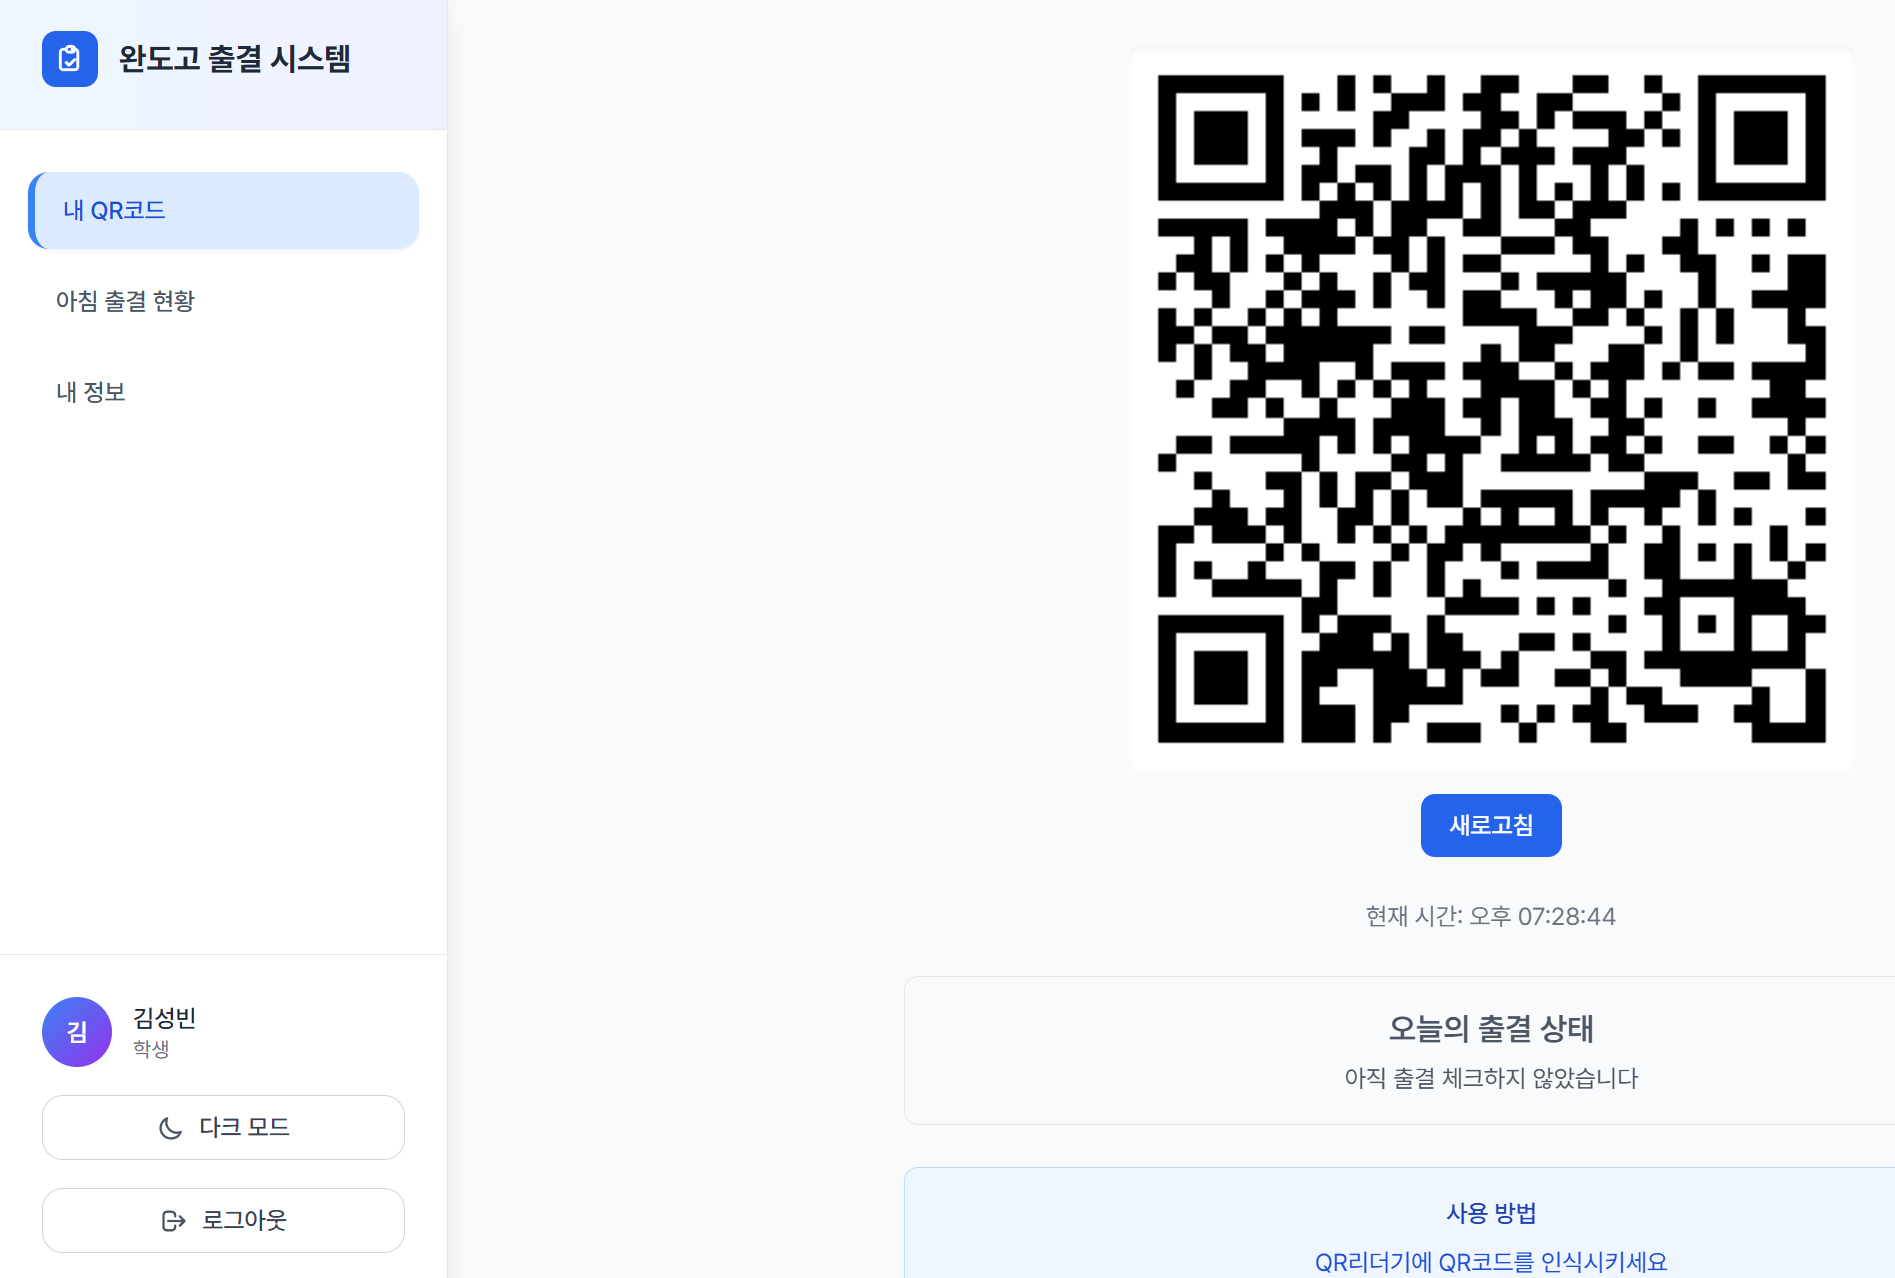 완도고 출결 시스템
내 QR코드
아침 출결 현황
내 정보
김
김성빈
학생
다크 모드
로그아웃
새로고침
현재 시간: 오후 07:28:44
오늘의 출결 상태
아직 출결 체크하지 않았습니다
사용 방법
QR리더기에 QR코드를 인식시키세요